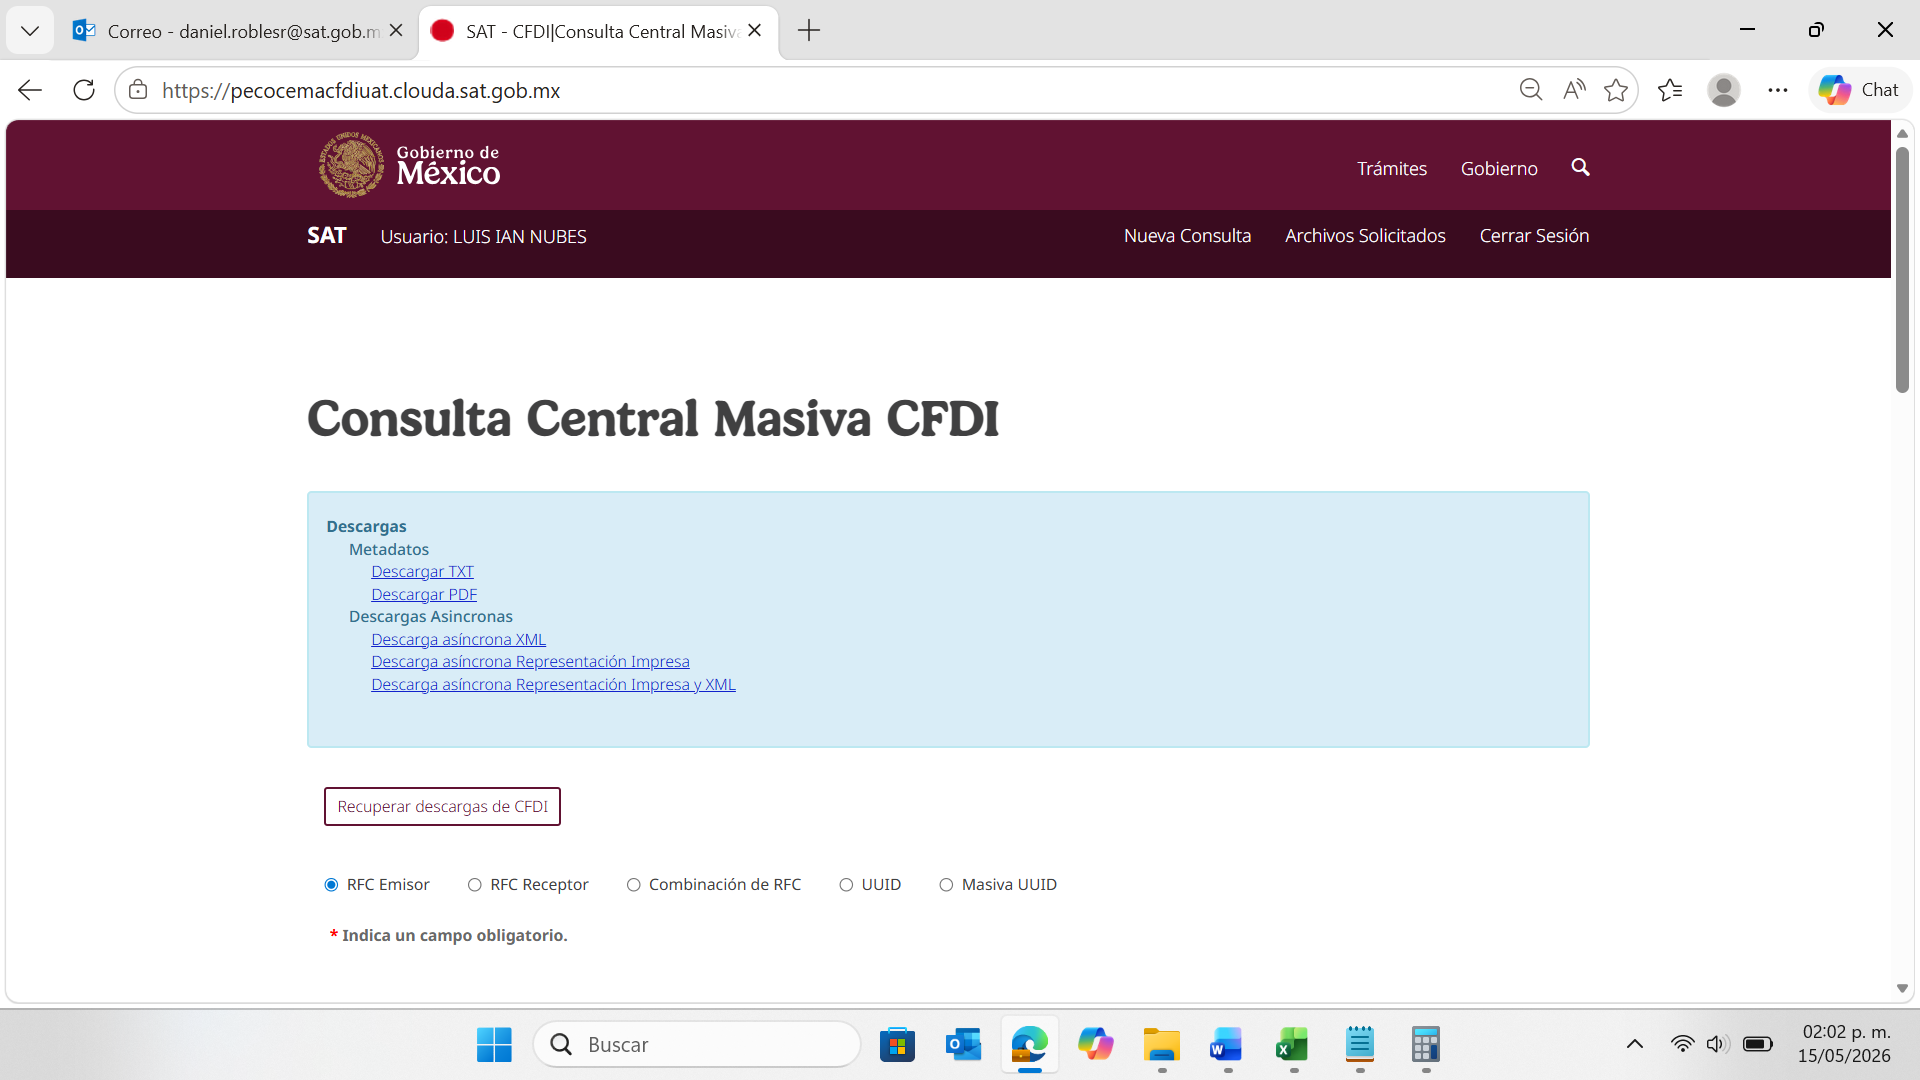 Correo - daniel.roblesr@sat.gob.m
SAT - CFDI|Consulta Central Masiva
https://pecocemacfdiuat.clouda.sat.gob.mx
Chat
ESTADOS UNIDOS MEXICANOS
Gobierno de
México
Trámites
Gobierno
SAT
Usuario: LUIS IAN NUBES
Nueva Consulta
Archivos Solicitados
Cerrar Sesión
Consulta Central Masiva CFDI
Descargas
Metadatos
Descargar TXT
Descargar PDF
Descargas Asincronas
Descarga asíncrona XML
Descarga asíncrona Representación Impresa
Descarga asíncrona Representación Impresa y XML
Recuperar descargas de CFDI
RFC Emisor
RFC Receptor
Combinación de RFC
UUID
Masiva UUID
* Indica un campo obligatorio.
Buscar
02:02 p. m.
15/05/2026